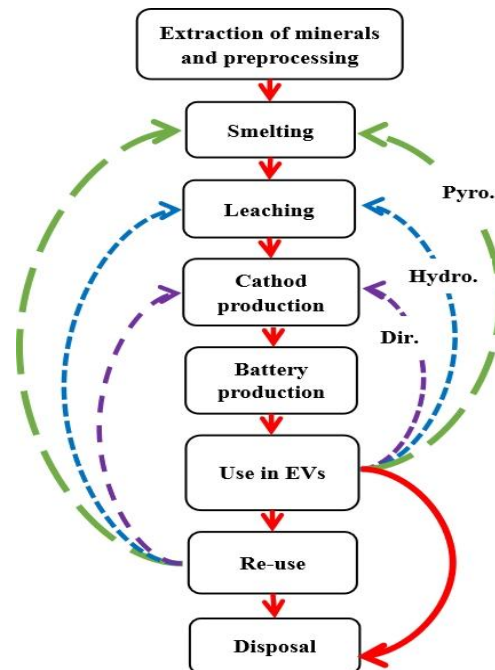 Extraction of minerals
and preprocessing
Smelting
Leaching
Pyro.
Cathod
production
Hydro.
Dir.
Battery
production
Use in EVs
Re-use
Disposal